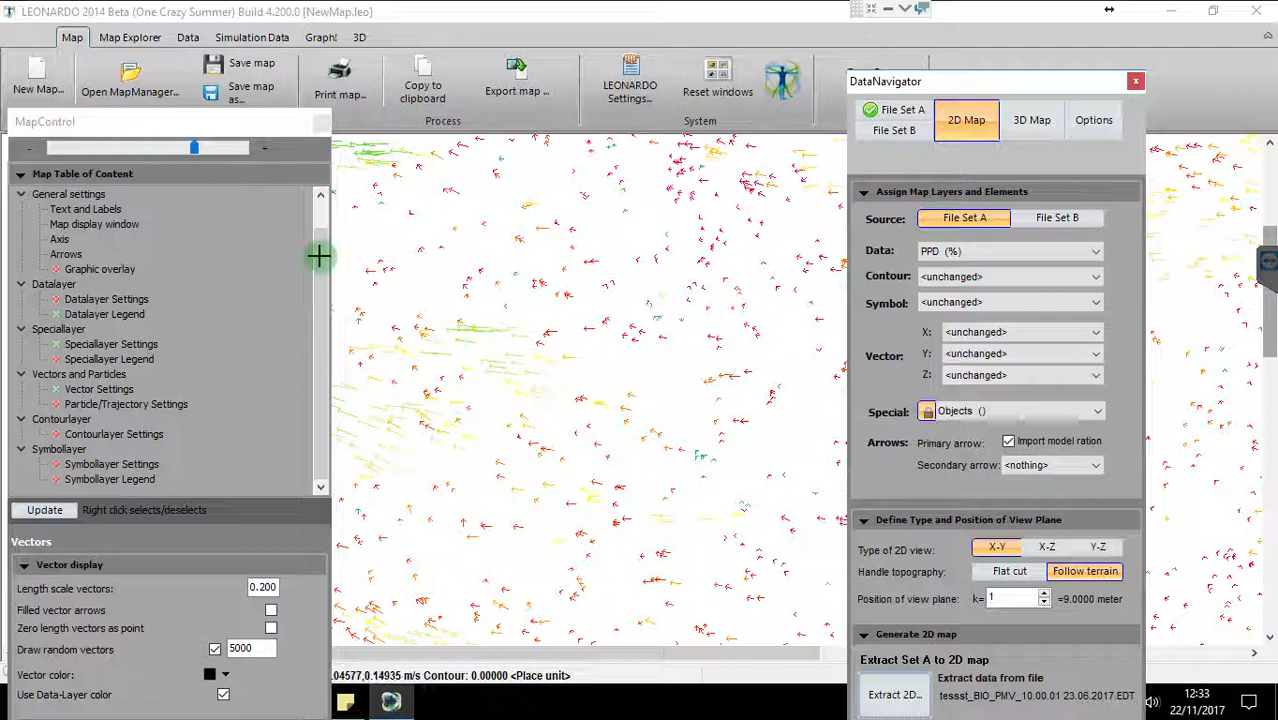 LEONARDO 2014 Beta (One Crazy Summer) Build 4.200.0 [NewMap.leo]
Map Map Explorer Data Simulation Data Graph! 3D
New Map... Open MapManager... Save map
Save map as...
Print map... Copy to clipboard Export map ...
Process
LEONARDO Settings... Reset windows
System
MapControl
- -
Map Table of Content
General settings
Text and Labels
Map display window
Axis
Arrows
Graphic overlay
Datalayer
Datalayer Settings
Datalayer Legend
Speciallayer
Speciallayer Settings
Speciallayer Legend
Vectors and Particles
Vector Settings
Particle/Trajectory Settings
Contourlayer
Contourlayer Settings
Symbollayer
Symbollayer Settings
Symbollayer Legend
Update Right click selects/deselects
Vectors
Vector display
Length scale vectors: 0.200
Filled vector arrows
Zero length vectors as point
Draw random vectors 5000
Vector color:
Use Data-Layer color
.04577,0.14935 m/s Contour: 0.00000 <Place unit>
DataNavigator
File Set A
File Set B
2D Map 3D Map Options
Assign Map Layers and Elements
Source: File Set A File Set B
Data: PPD (%)
Contour: <unchanged>
Symbol: <unchanged>
X: <unchanged>
Vector: Y: <unchanged>
Z: <unchanged>
Special: Objects ()
Arrows: Primary arrow: Import model ration
Secondary arrow: <nothing>
Define Type and Position of View Plane
Type of 2D view: X-Y X-Z Y-Z
Handle topography: Flat cut Follow terrain
Position of view plane: k= 1 =9.0000 meter
Generate 2D map
Extract Set A to 2D map
Extract 2D... Extract data from file
tessst_BIO_PMV_10.00.01 23.06.2017.EDT
12:33
22/11/2017